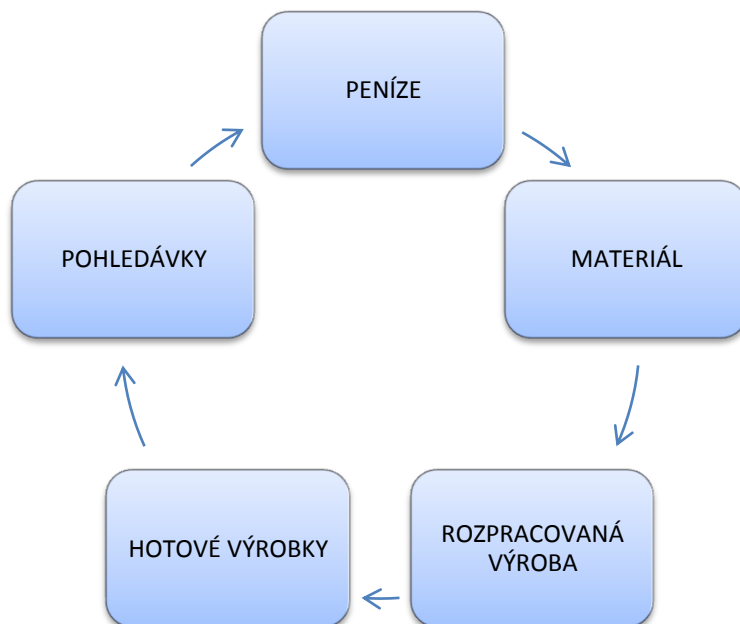 PENÍZE
MATERIÁL
ROZPRACOVANÁ
VÝROBA
HOTOVÉ VÝROBKY
POHLEDÁVKY